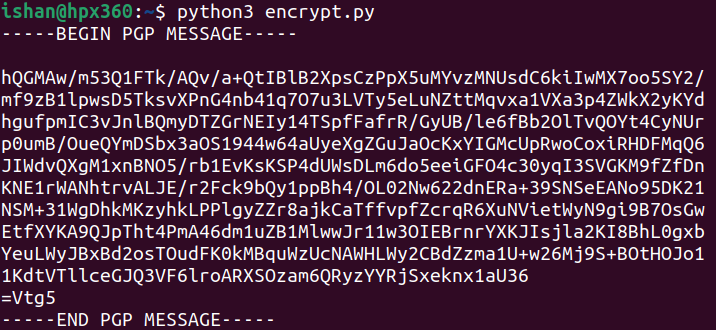 ishan@hpx360:~$ python3 encrypt.py
-----BEGIN PGP MESSAGE-----
hQGMAw/m53Q1FTk/AQv/a+QtIBlB2XpsCzPpX5uMYvzMNUsdC6kiIwMX7oo5SY2/
mf9zB1lpwsD5TksvXPnG4nb41q7O7u3LVTy5eLuNZttMqvxa1VXa3p4ZWkX2yKYd
hgufpmIC3vJnlBQmyDTZGrNEIy14TSpfFafrR/GyUB/le6fBb2OlTvQOYt4CyNUr
p0umB/OueQYmDSbx3aOS1944w64aUyeXgZGuJaOcKxYIGMcUpRwoCoxiRHDFMqQ6
JIWdvQXgM1xnBNO5/rb1EvKsKSP4dUWsDLm6do5eeiGFO4c30yqI3SVGKM9fZfDn
KNE1rWANhtrvALJE/r2Fck9bQy1ppBh4/OL02Nw622dnERa+39SNSeEANo95DK21
NSM+31WgDhkMKzyhkLPPlgyZZr8ajkCaTffvpfZcrqR6XuNVietWyN9gi9B7OsGw
EtfXYKA9QJpTht4PmA46dm1uZB1MlwwJr11w3OIEBrnrYXKJIsjla2KI8BhL0gxb
YeuLWyJBxBd2osTOudFK0kMBquWzUcNAWHLWy2CBdZzma1U+w26Mj9S+BOtHOJo1
1KdtVTllceGJQ3VF6lroARXSOzam6QRyzYYRjSxeknx1aU36
=Vtg5
-----END PGP MESSAGE-----